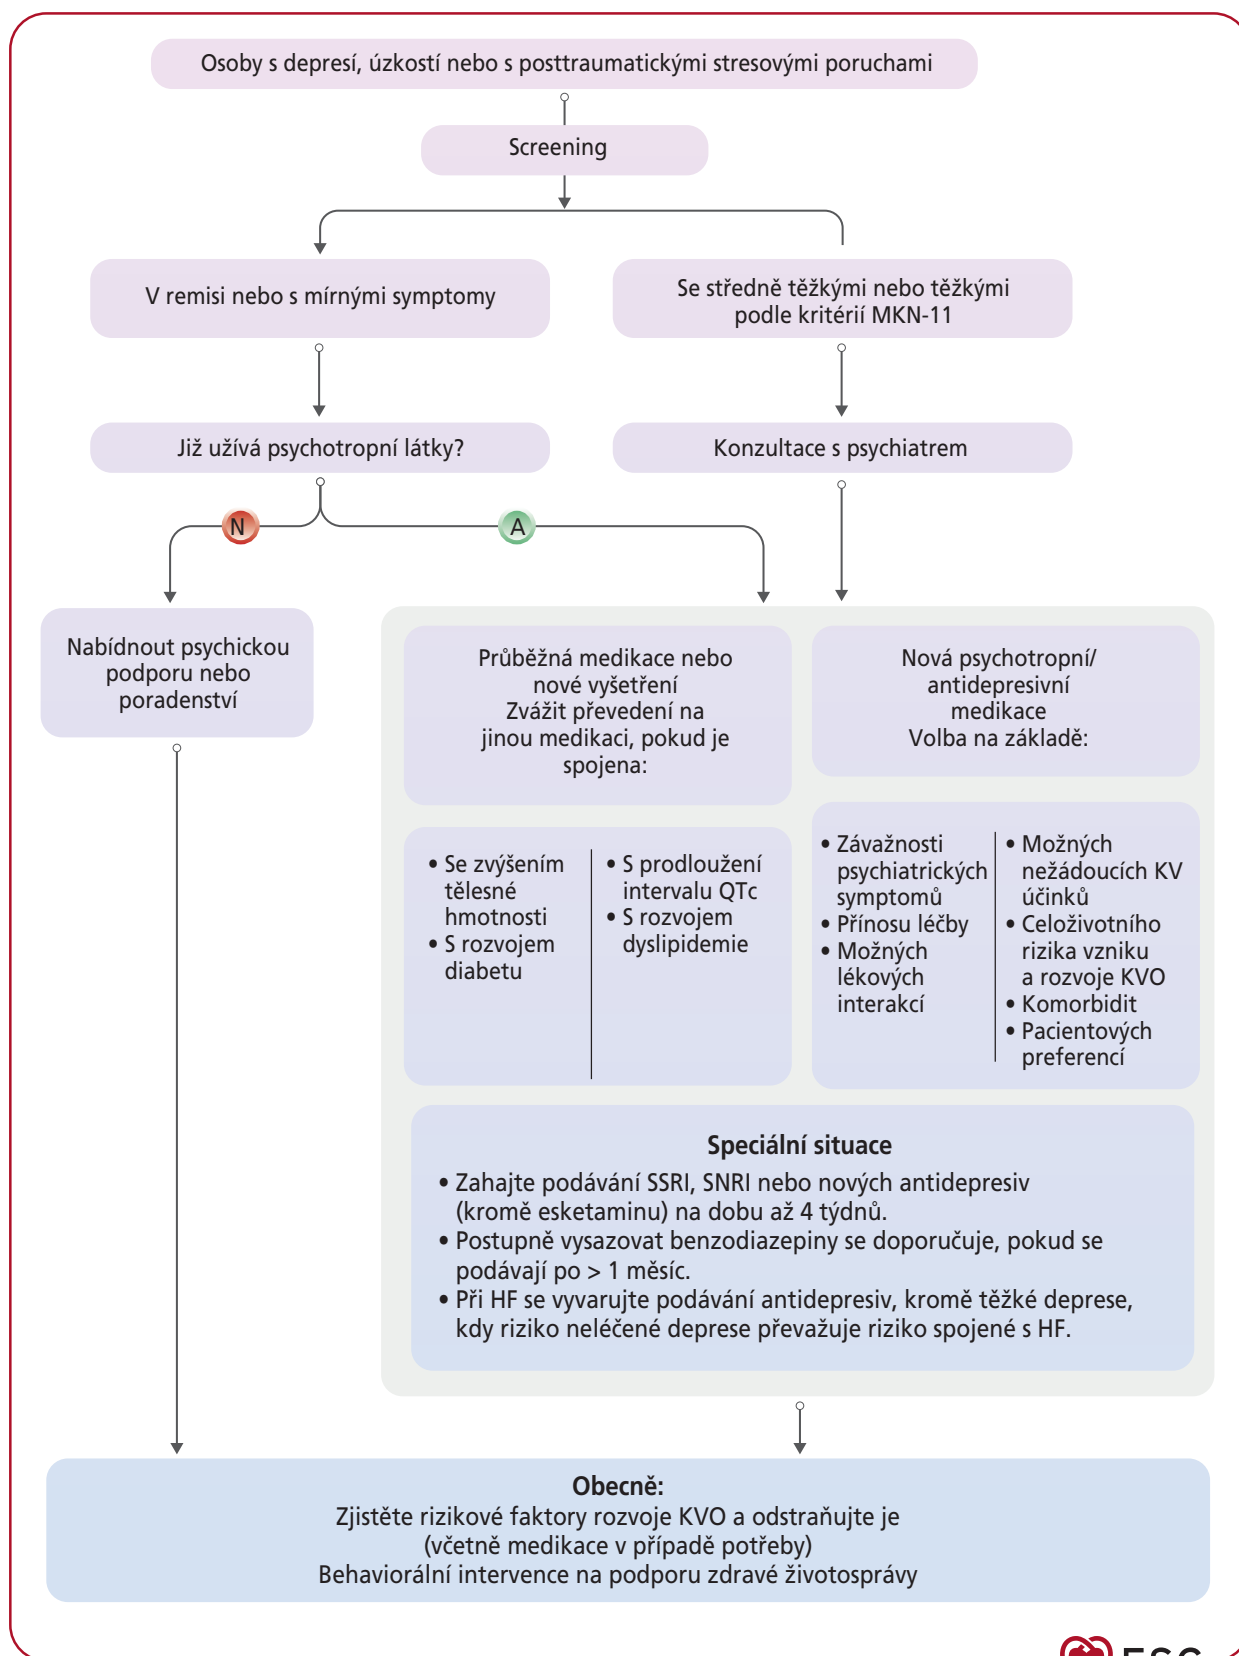 Osoby s depresí, úzkostí nebo s posttraumatickými stresovými poruchami
Screening
V remisi nebo s mírnými symptomy
Se středně těžkými nebo těžkými
podle kritérií MKN-11
Již užívá psychotropní látky?
Konzultace s psychiatrem
N
A
Nabídnout psychickou
podporu nebo
poradenství
Průběžná medikace nebo
nové vyšetření
Zvážit převedení na
jinou medikaci, pokud je
spojena:
Nová psychotropní/
antidepresivní
medikace
Volba na základě:
• Se zvýšením
tělesné
hmotnosti
• S rozvojem
diabetu
• S prodloužení
intervalu QTc
• S rozvojem
dyslipidemie
• Závažnosti
psychiatrických
symptomů
• Přínosu léčby
• Možných
lékových
interakcí
• Možných
nežádoucích KV
účinků
• Celoživotního
rizika vzniku
a rozvoje KVO
• Komorbidit
• Pacientových
preferencí
Speciální situace
• Zahajte podávání SSRI, SNRI nebo nových antidepresiv
(kromě esketaminu) na dobu až 4 týdnů.
• Postupně vysazovat benzodiazepiny se doporučuje, pokud se
podávají po > 1 měsíc.
• Při HF se vyvarujte podávání antidepresiv, kromě těžké deprese,
kdy riziko neléčené deprese převažuje riziko spojené s HF.
Obecně:
Zjistěte rizikové faktory rozvoje KVO a odstraňujte je
(včetně medikace v případě potřeby)
Behaviorální intervence na podporu zdravé životosprávy
ESC